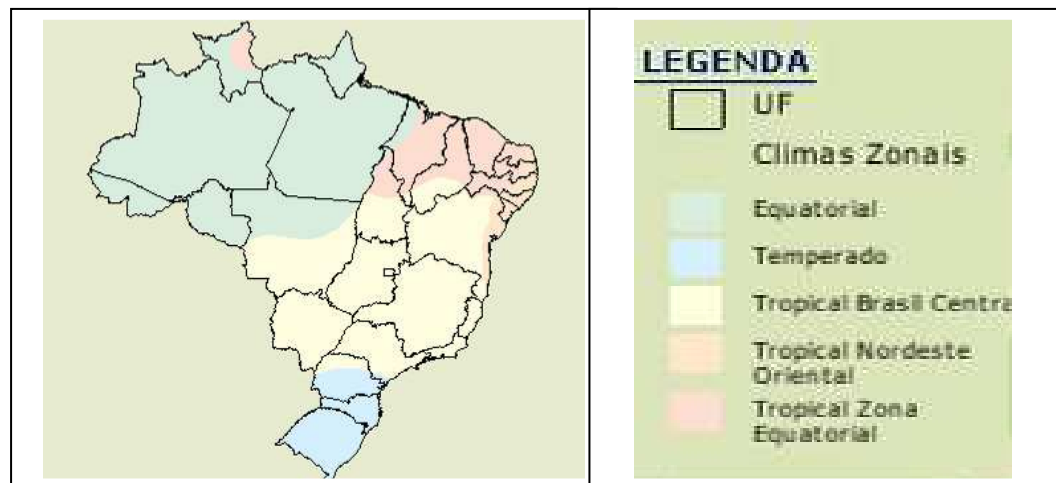 LEGENDA
UF
Climas Zonais
Equatorial
Temperado
Tropical Brasil Centra
Tropical Nordeste
Oriental
Tropical Zona
Equatorial